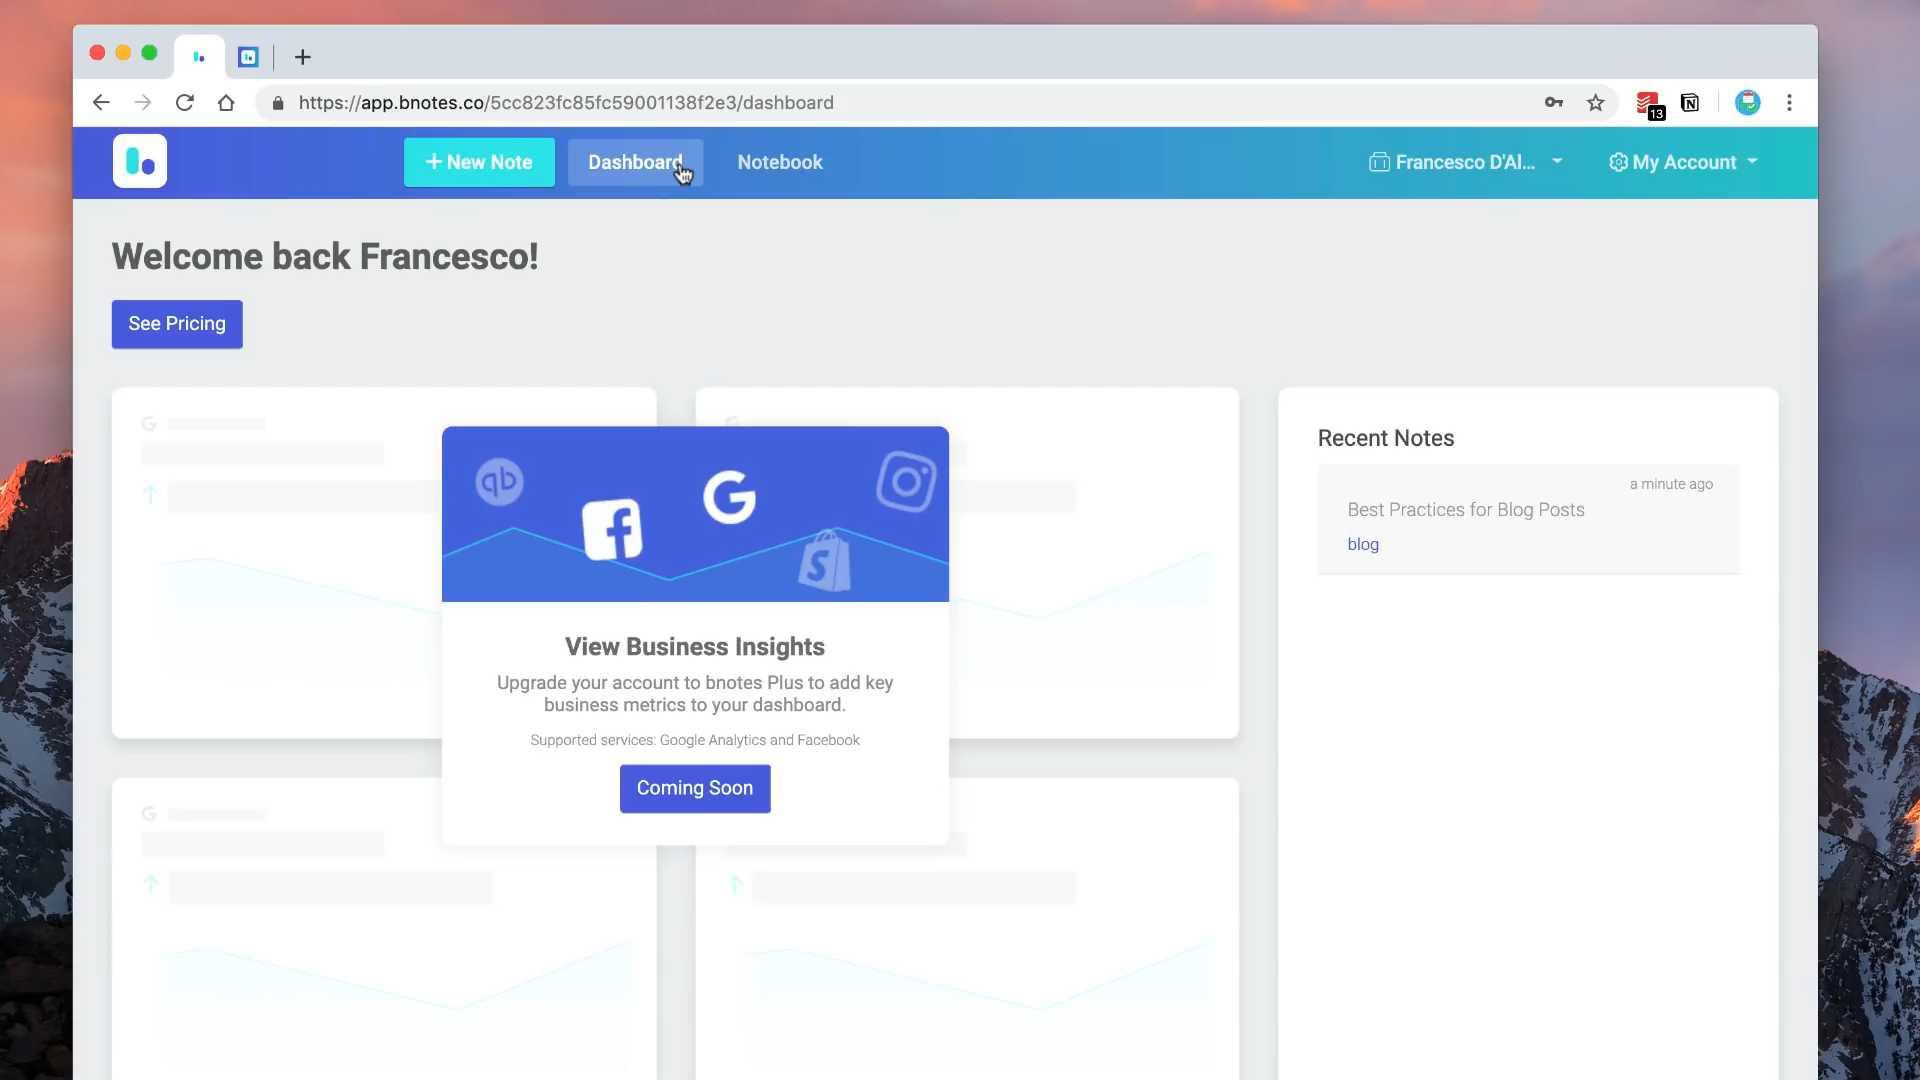 https://app.bnotes.co/5cc823fc85fc59001138f2e3/dashboard
13
+ New Note
Dashboard
Notebook
Francesco D'Al...
My Account
Welcome back Francesco!
See Pricing
View Business Insights
Upgrade your account to bnotes Plus to add key
business metrics to your dashboard.
Supported services: Google Analytics and Facebook
Coming Soon
Recent Notes
a minute ago
Best Practices for Blog Posts
blog